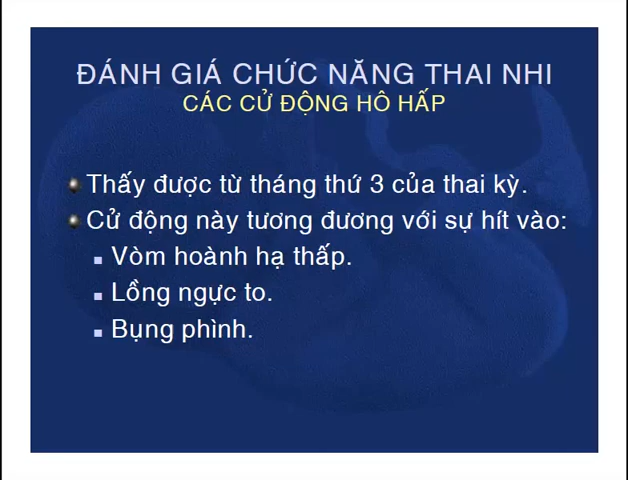 ĐÁNH GIÁ CHỨC NĂNG THAI NHI
CÁC CỬ ĐỘNG HÔ HẤP
Thấy được từ tháng thứ 3 của thai kỳ.
Cử động này tương đương với sự hít vào:
Vòm hoành hạ thấp.
Lồng ngực to.
Bụng phình.